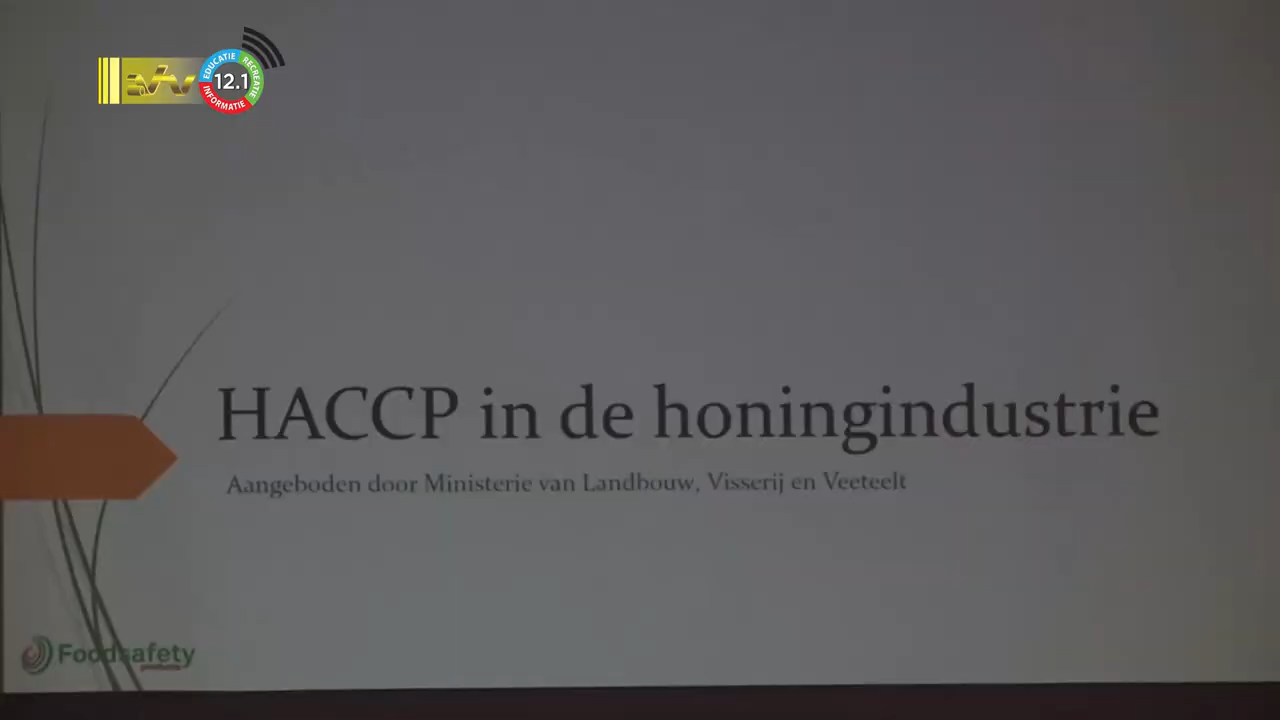 EDUCATIE
RECREATIE
INFORMATIE
12.1
HACCP in de honingindustrie
Aangeboden door Ministerie van Landbouw, Visserij en Veeteelt
Foodsafety